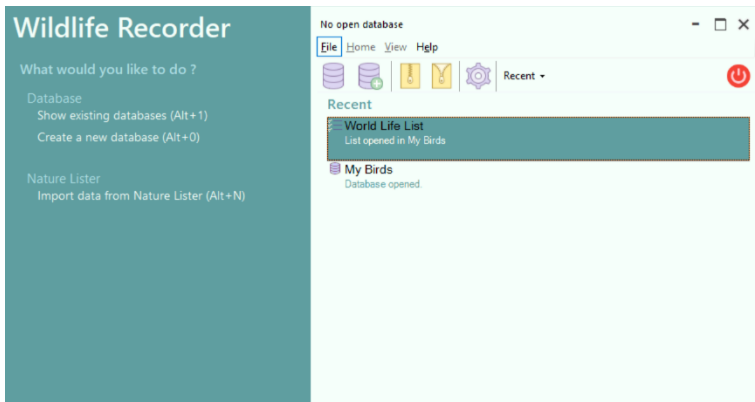 Wildlife Recorder
What would you like to do ?
Database
Show existing databases (Alt+1)
Create a new database (Alt+0)
Nature Lister
Import data from Nature Lister (Alt+N)
No open database
File Home View Help
Recent
Recent
World Life List
List opened in My Birds
My Birds
Database opened.